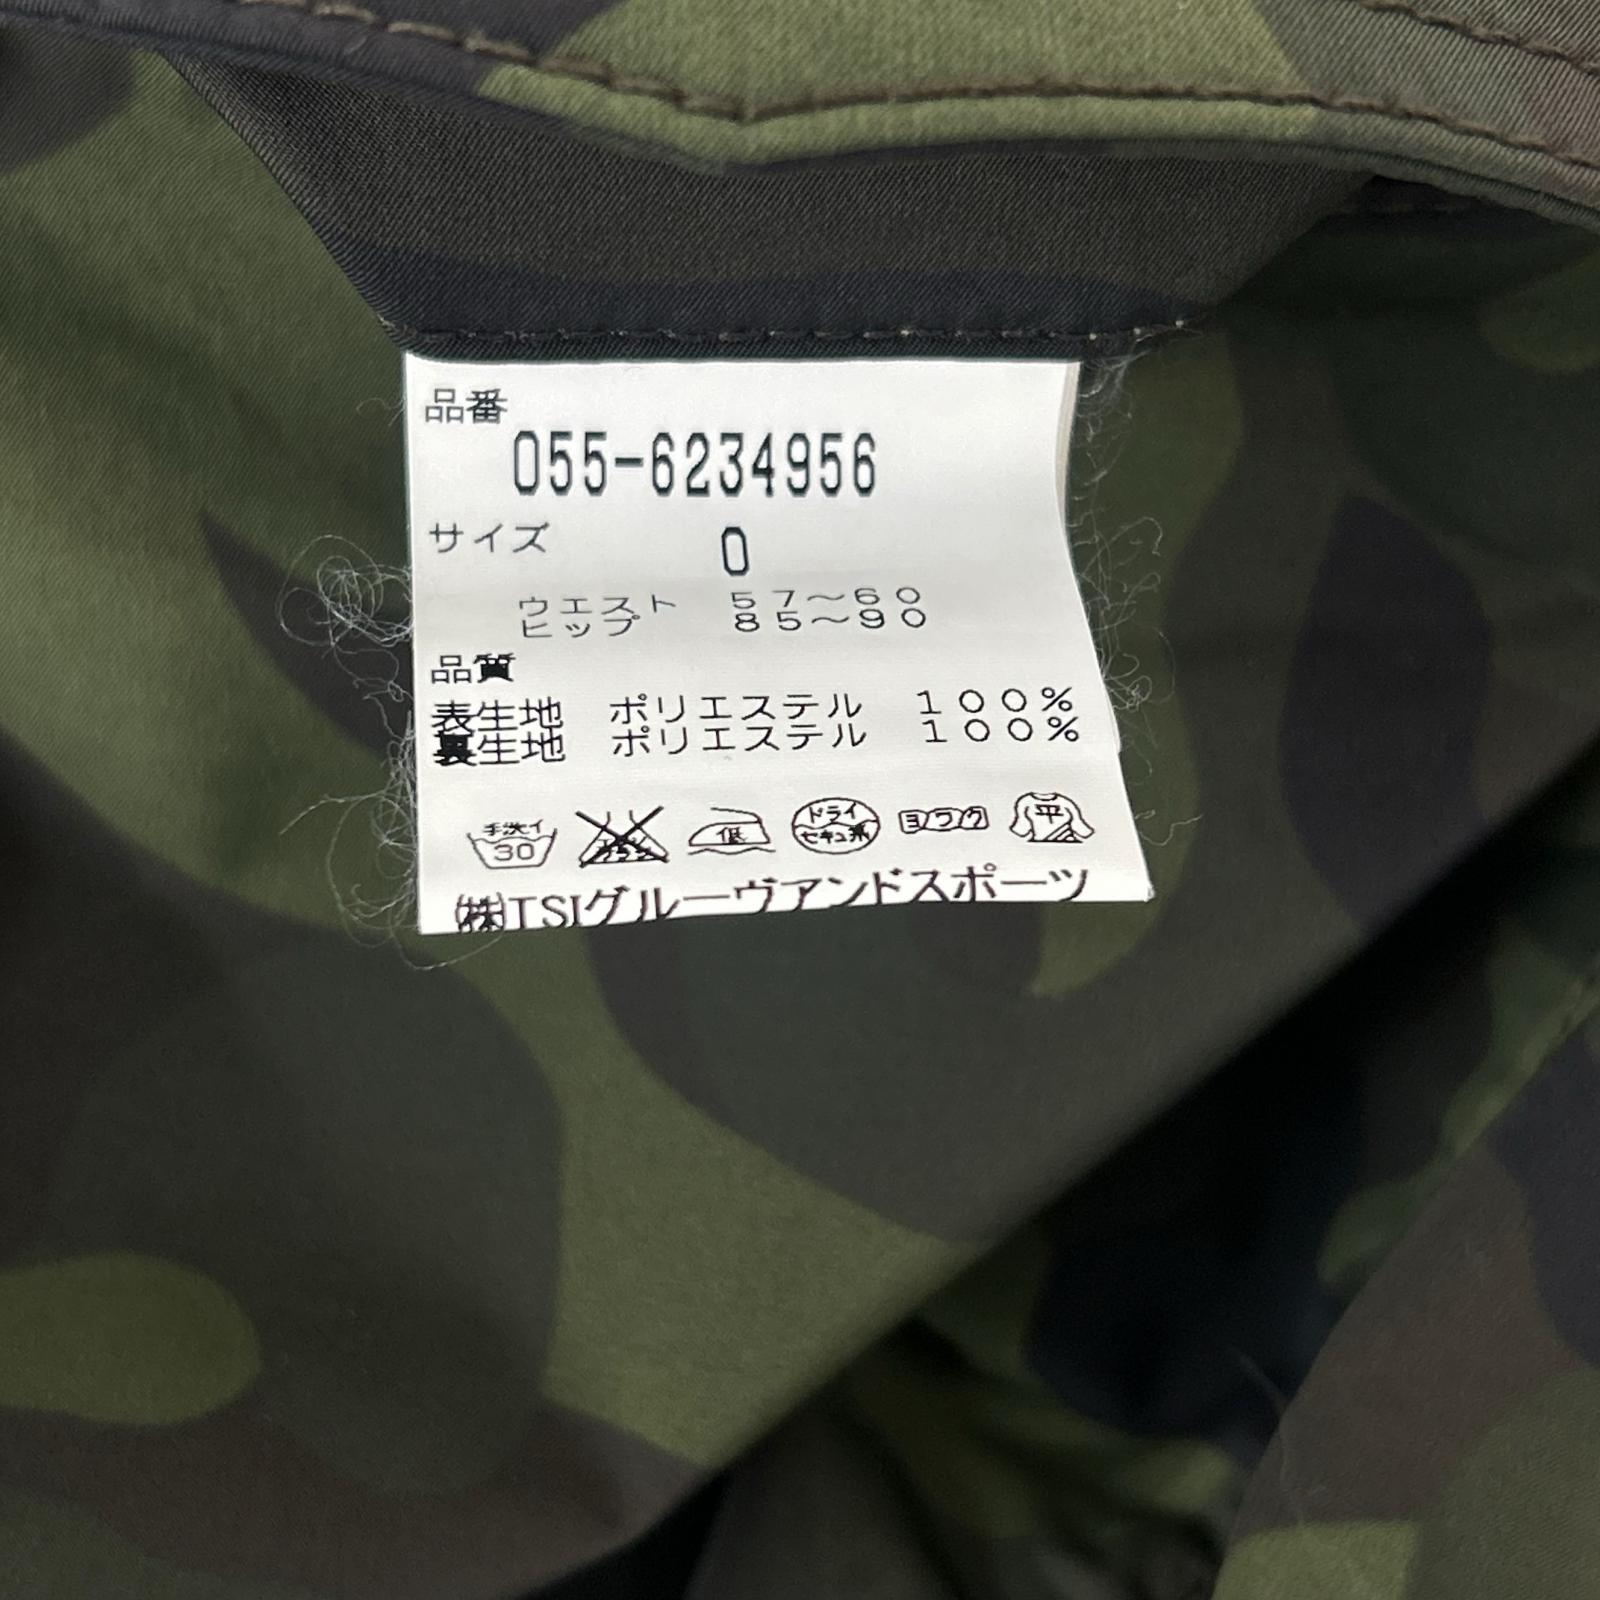 品番
055-6234956
サイズ 0
ウエスト 57～60
ヒップ 85～90
品質
表生地 ポリエステル 100%
裏生地 ポリエステル 100%
手洗イ 30 低 ドライ セキユ系 ヨワク 平
㈱TSIグルーヴアンドスポーツ